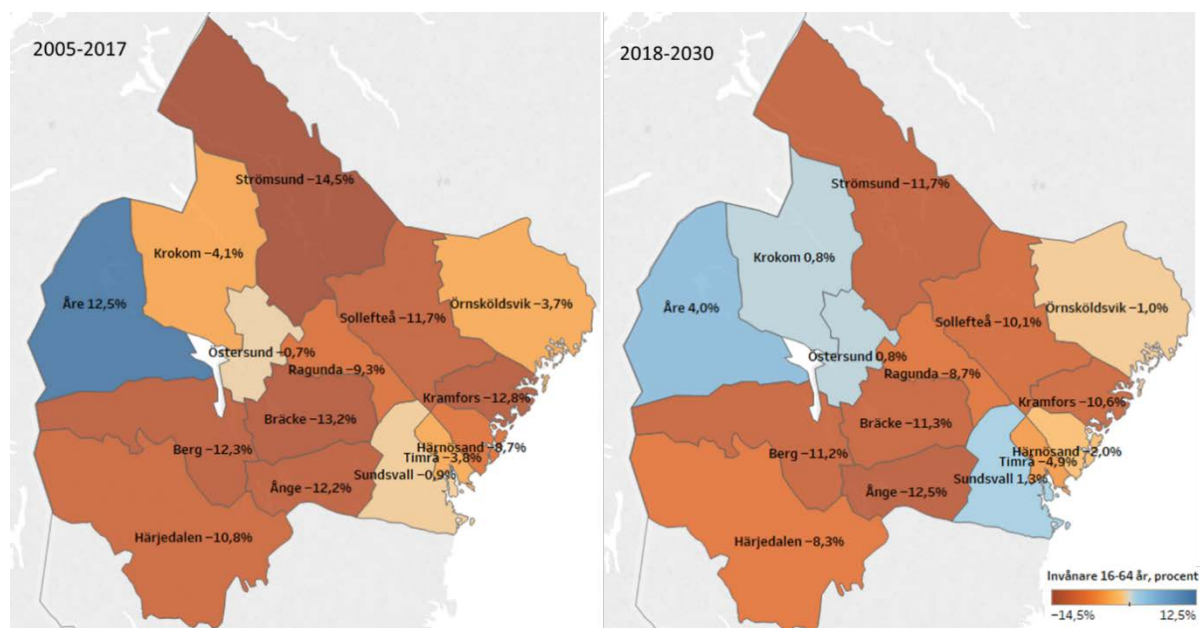 2005-2017
Strömsund −14,5%
Krokom −4,1%
Åre 12,5%
Örnsköldsvik −3,7%
Sollefteå −11,7%
Östersund −0,7%
Ragunda −9,3%
Kramfors −12,8%
Bräcke −13,2%
Härnösand −8,7%
Berg −12,3%
Timrå −3,8%
Sundsvall −0,9%
Ånge −12,2%
Härjedalen −10,8%
2018-2030
Strömsund −11,7%
Krokom 0,8%
Åre 4,0%
Örnsköldsvik −1,0%
Sollefteå −10,1%
Östersund 0,8%
Ragunda −8,7%
Kramfors −10,6%
Bräcke −11,3%
Härnösand −2,0%
Berg −11,2%
Timrå −4,9%
Sundsvall 1,3%
Ånge −12,5%
Härjedalen −8,3%
Invånare 16-64 år, procent
−14,5% 12,5%